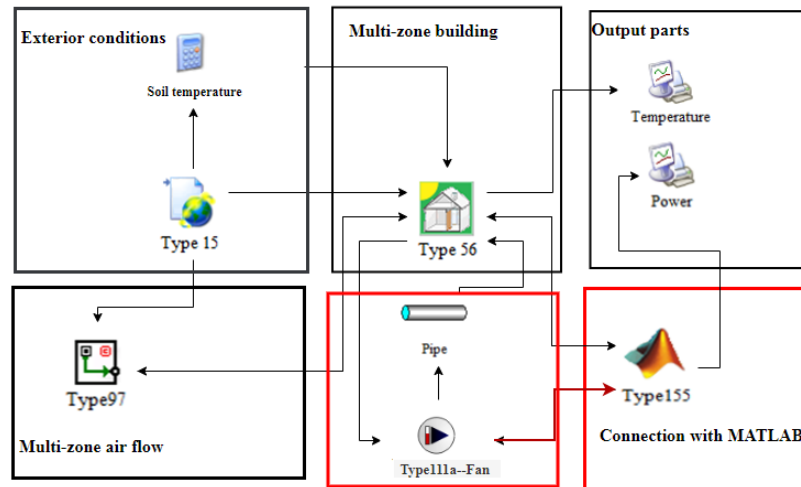 Exterior conditions
Soil temperature
Type 15
Multi-zone building
Type 56
Output parts
Temperature
Power
Type97
Multi-zone air flow
Pipe
Type111a--Fan
Type155
Connection with MATLAB